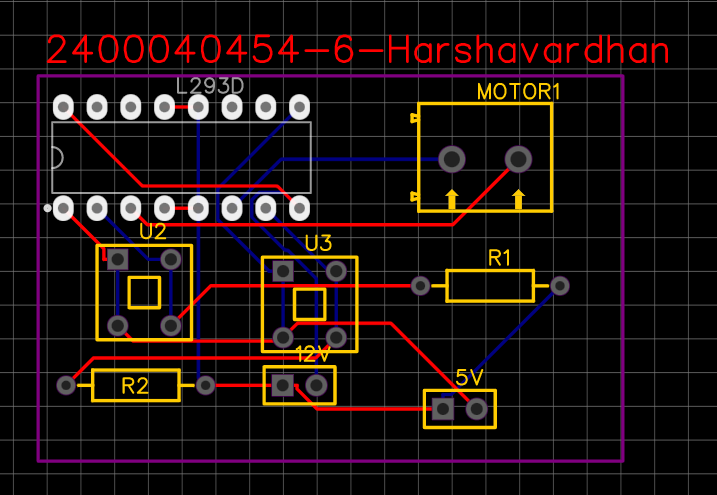 2400040454-6-Harshavardhan
L293D
MOTOR1
U2
U3
R1
12V
R2
5V